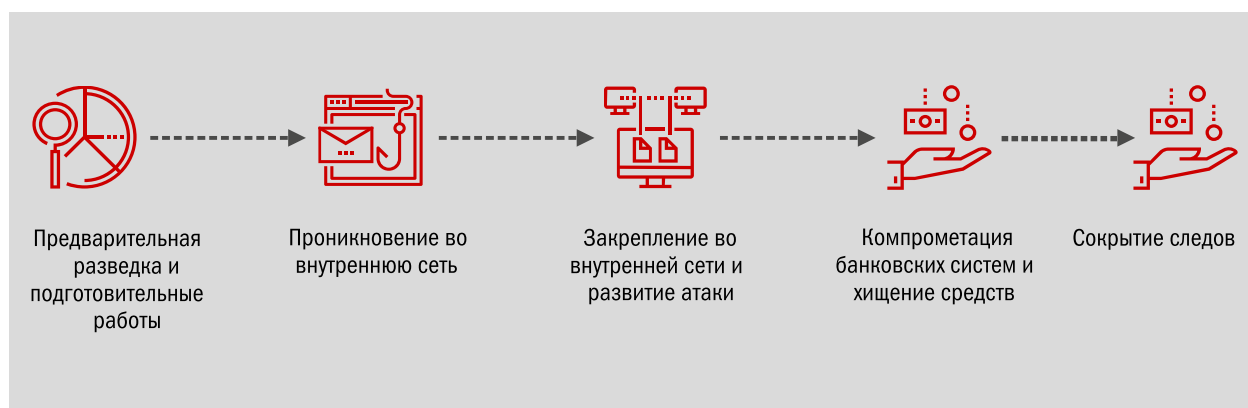 Предварительная
разведка и
подготовительные
работы
Проникновение во
внутреннюю сеть
Закрепление во
внутренней сети и
развитие атаки
Компрометация
банковских систем и
хищение средств
Сокрытие следов